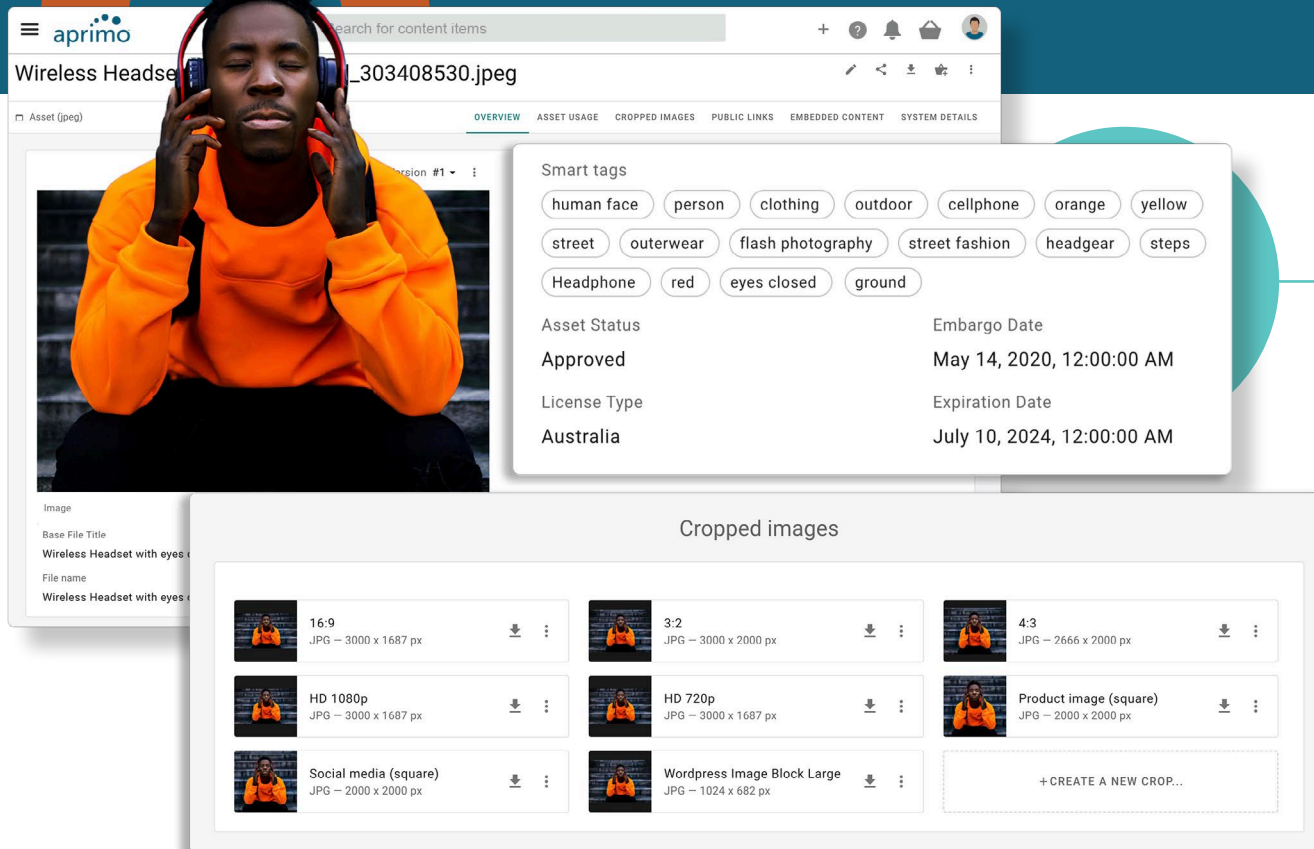 aprimo
earch for content items
Wireless Headse l_303408530.jpeg
Asset (jpeg)
OVERVIEW ASSET USAGE CROPPED IMAGES PUBLIC LINKS EMBEDDED CONTENT SYSTEM DETAILS
ersion #1
Smart tags
human face person clothing outdoor cellphone orange yellow
street outerwear flash photography street fashion headgear steps
Headphone red eyes closed ground
Asset Status Embargo Date
Approved May 14, 2020, 12:00:00 AM
License Type Expiration Date
Australia July 10, 2024, 12:00:00 AM
Image
Base File Title
Wireless Headset with eyes
File name
Wireless Headset with eyes
Cropped images
16:9 3:2 4:3
JPG — 3000 x 1687 px JPG — 3000 x 2000 px JPG — 2666 x 2000 px
HD 1080p HD 720p Product image (square)
JPG — 3000 x 1687 px JPG — 3000 x 1687 px JPG — 2000 x 2000 px
Social media (square) Wordpress Image Block Large
JPG — 2000 x 2000 px JPG — 1024 x 682 px
+CREATE A NEW CROP...